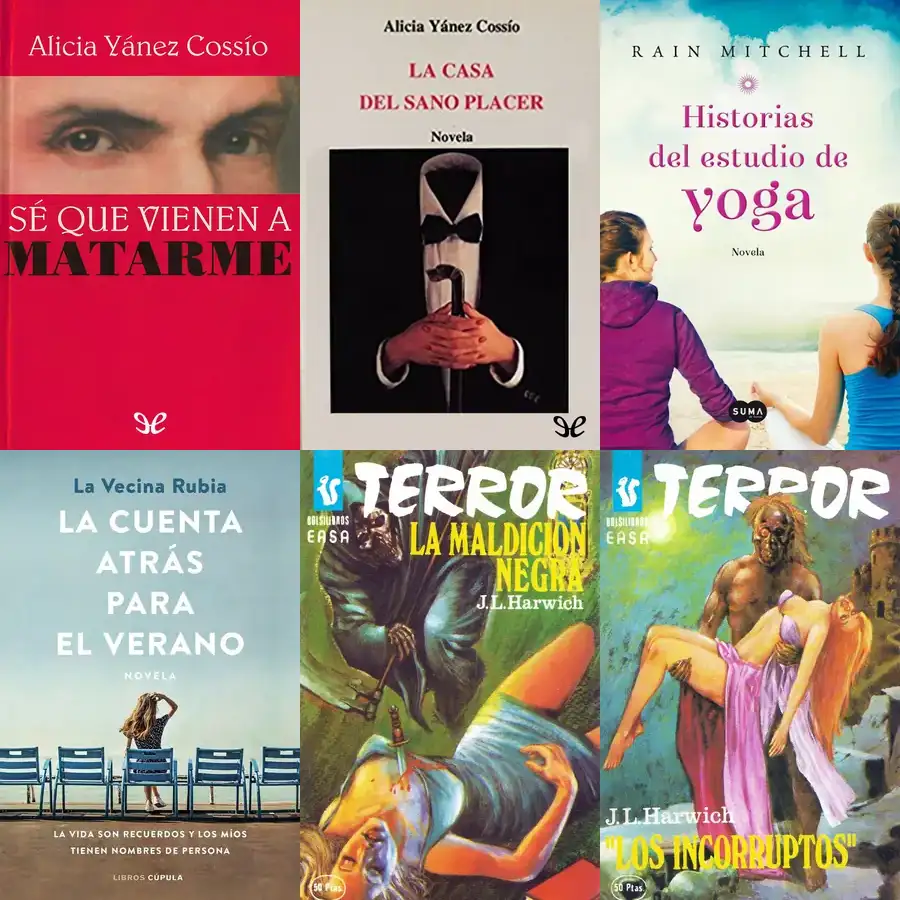 Alicia Yánez Cossío
SÉ QUE VIENEN A
MATARME
Alicia Yánez Cossío
LA CASA
DEL SANO PLACER
Novela
RAIN MITCHELL
Historias
del estudio de
yoga
Novela
SUMA
La Vecina Rubia
LA CUENTA
ATRÁS
PARA
EL VERANO
NOVELA
LA VIDA SON RECUERDOS Y LOS MÍOS
TIENEN NOMBRES DE PERSONA
LIBROS CÚPULA
TERROR
BOLSILIBROS
EASA
LA MALDICION
NEGRA
J.L.Harwich
50 Ptas.
TERROR
BOLSILIBROS
EASA
J.L.Harwich
"LOS INCORRUPTOS"
50 Ptas.